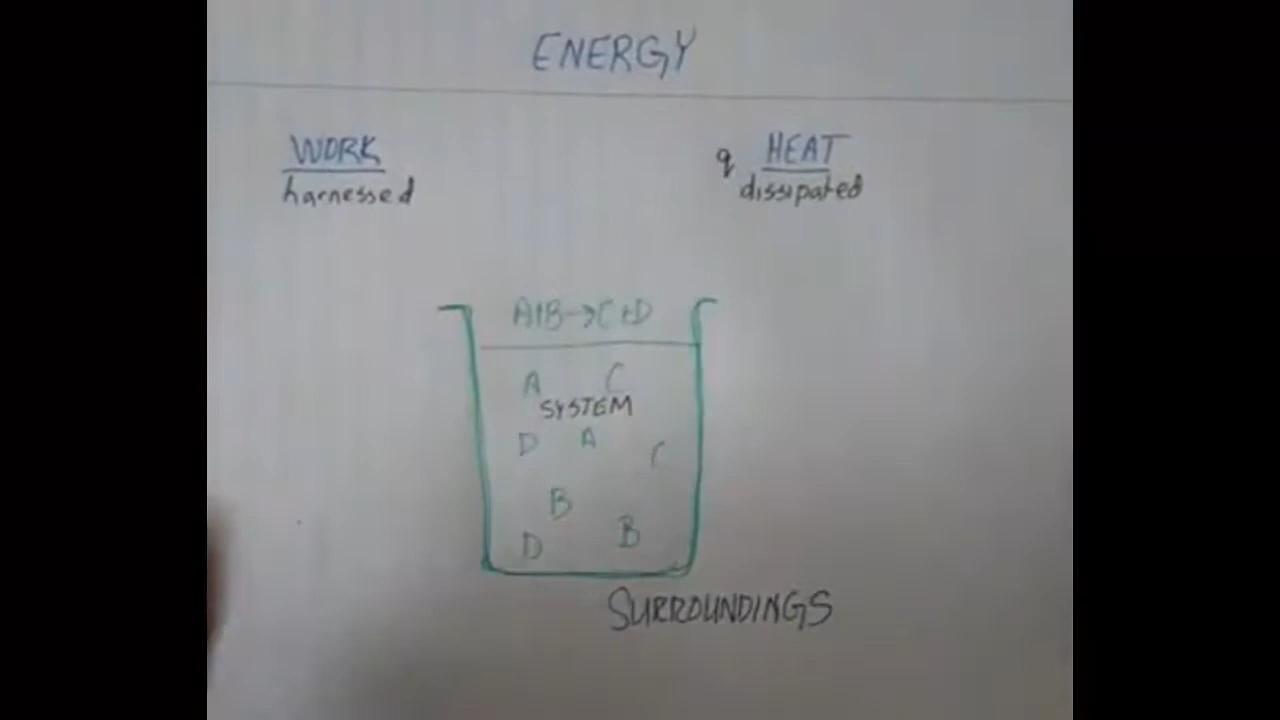 ENERGY
WORK
harnessed
q HEAT
dissipated
A+B→C+D
A C
SYSTEM
D A C
B
D B
SURROUNDINGS